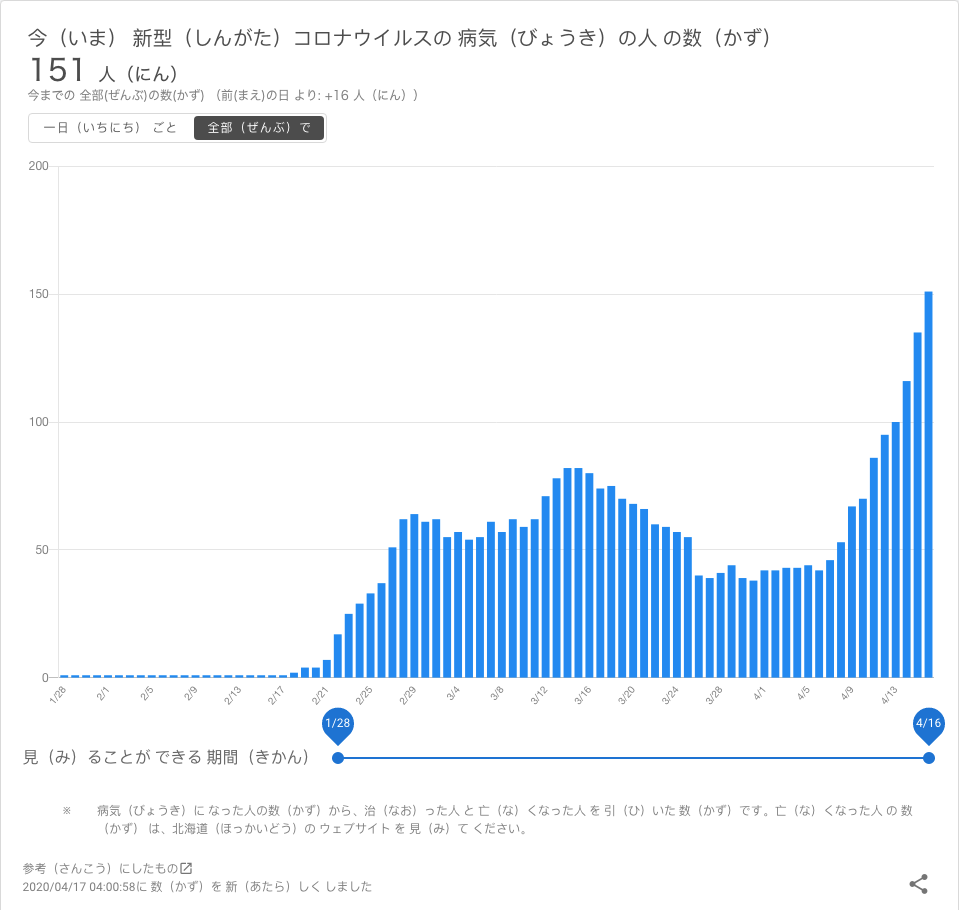 今（いま） 新型（しんがた）コロナウイルスの 病気（びょうき）の人 の数（かず）
151 人（にん）
今までの 全部(ぜんぶ)の数(かず) （前(まえ)の日 より: +16 人（にん））
一日（いちにち） ごと 全部（ぜんぶ）で
200
150
100
50
0
1/28 2/1 2/5 2/9 2/13 2/17 2/21 2/25 2/29 3/4 3/8 3/12 3/16 3/20 3/24 3/28 4/1 4/5 4/9 4/13
1/28 4/16
見（み）ることが できる 期間（きかん）
※ 病気（びょうき）に なった人の数（かず）から、治（なお）った人 と 亡（な）くなった人 を 引（ひ）いた 数（かず）です。亡（な）くなった人 の 数
（かず） は、北海道（ほっかいどう）の ウェブサイト を 見（み）て ください。
参考（さんこう）にしたもの
2020/04/17 04:00:58に 数（かず）を 新（あたら）しく しました